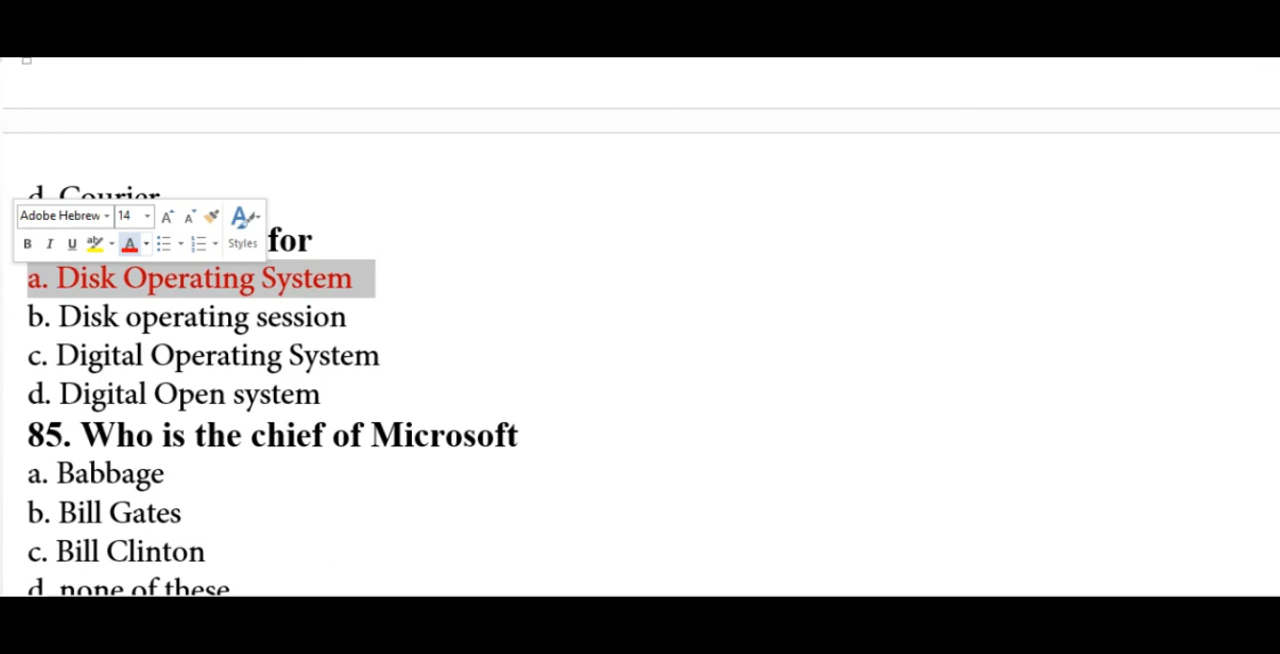 d. Courier
Adobe Hebrew 14
B I U aby A Styles
for
a. Disk Operating System
b. Disk operating session
c. Digital Operating System
d. Digital Open system
85. Who is the chief of Microsoft
a. Babbage
b. Bill Gates
c. Bill Clinton
d. none of these